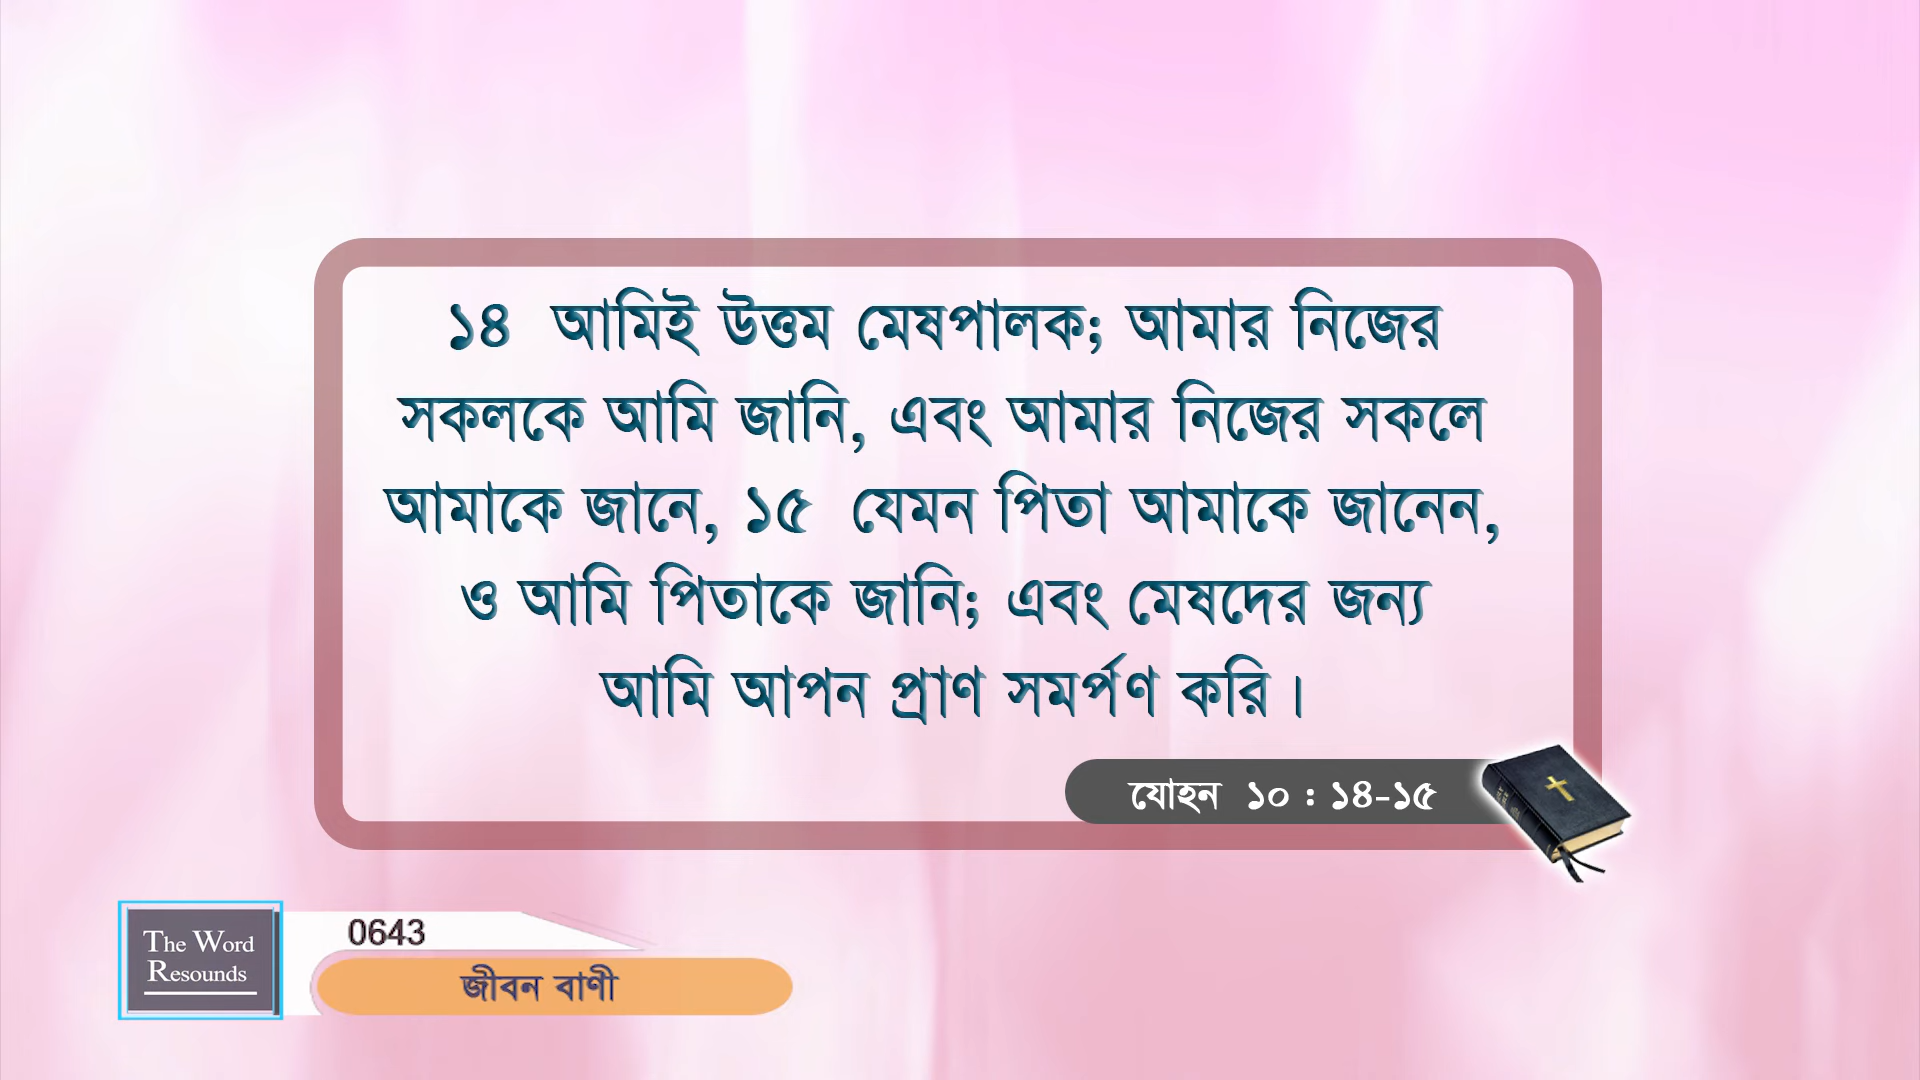 ১৪ আমিই উত্তম মেষপালক; আমার নিজের
সকলকে আমি জানি, এবং আমার নিজের সকলে
আমাকে জানে, ১৫ যেমন পিতা আমাকে জানেন,
ও আমি পিতাকে জানি; এবং মেষদের জন্য
আমি আপন প্রাণ সমর্পণ করি।
যোহন ১০ : ১৪-১৫
The Word
Resounds
0643
জীবন বাণী